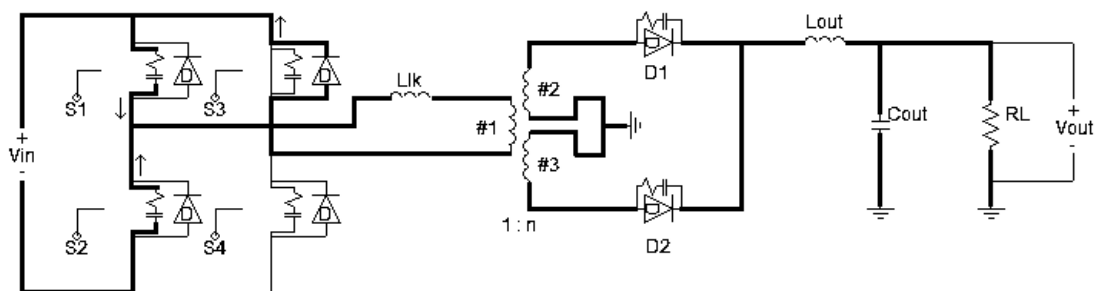 Lout
D1
Llk
#2
S1
S3
#1
Cout
RL
+
Vin
-
+
Vout
-
#3
S2
S4
1 : n
D2
D
D
D
D
D
D